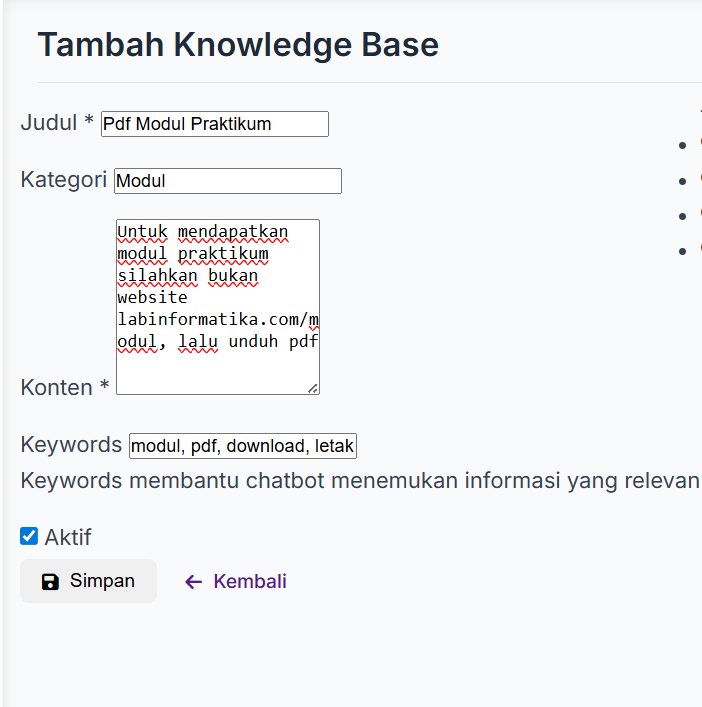 Tambah Knowledge Base
Judul * Pdf Modul Praktikum
Kategori Modul
Untuk mendapatkan
modul praktikum
silahkan bukan
website
labinformatika.com/m
odul, lalu unduh pdf
Konten *
Keywords modul, pdf, download, letak
Keywords membantu chatbot menemukan informasi yang relevan
Aktif
Simpan ← Kembali